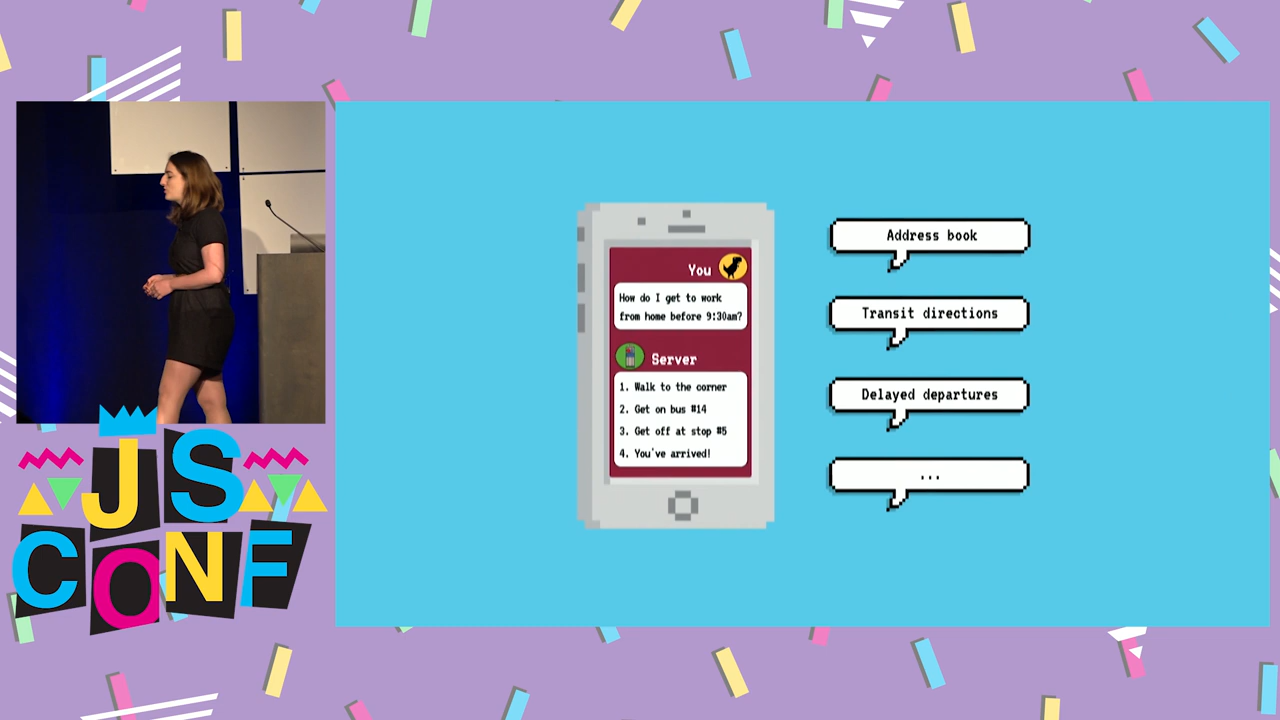 You
How do I get to work
from home before 9:30am?
Server
1. Walk to the corner
2. Get on bus #14
3. Get off at stop #5
4. You've arrived!
Address book
Transit directions
Delayed departures
...
JS
CONF